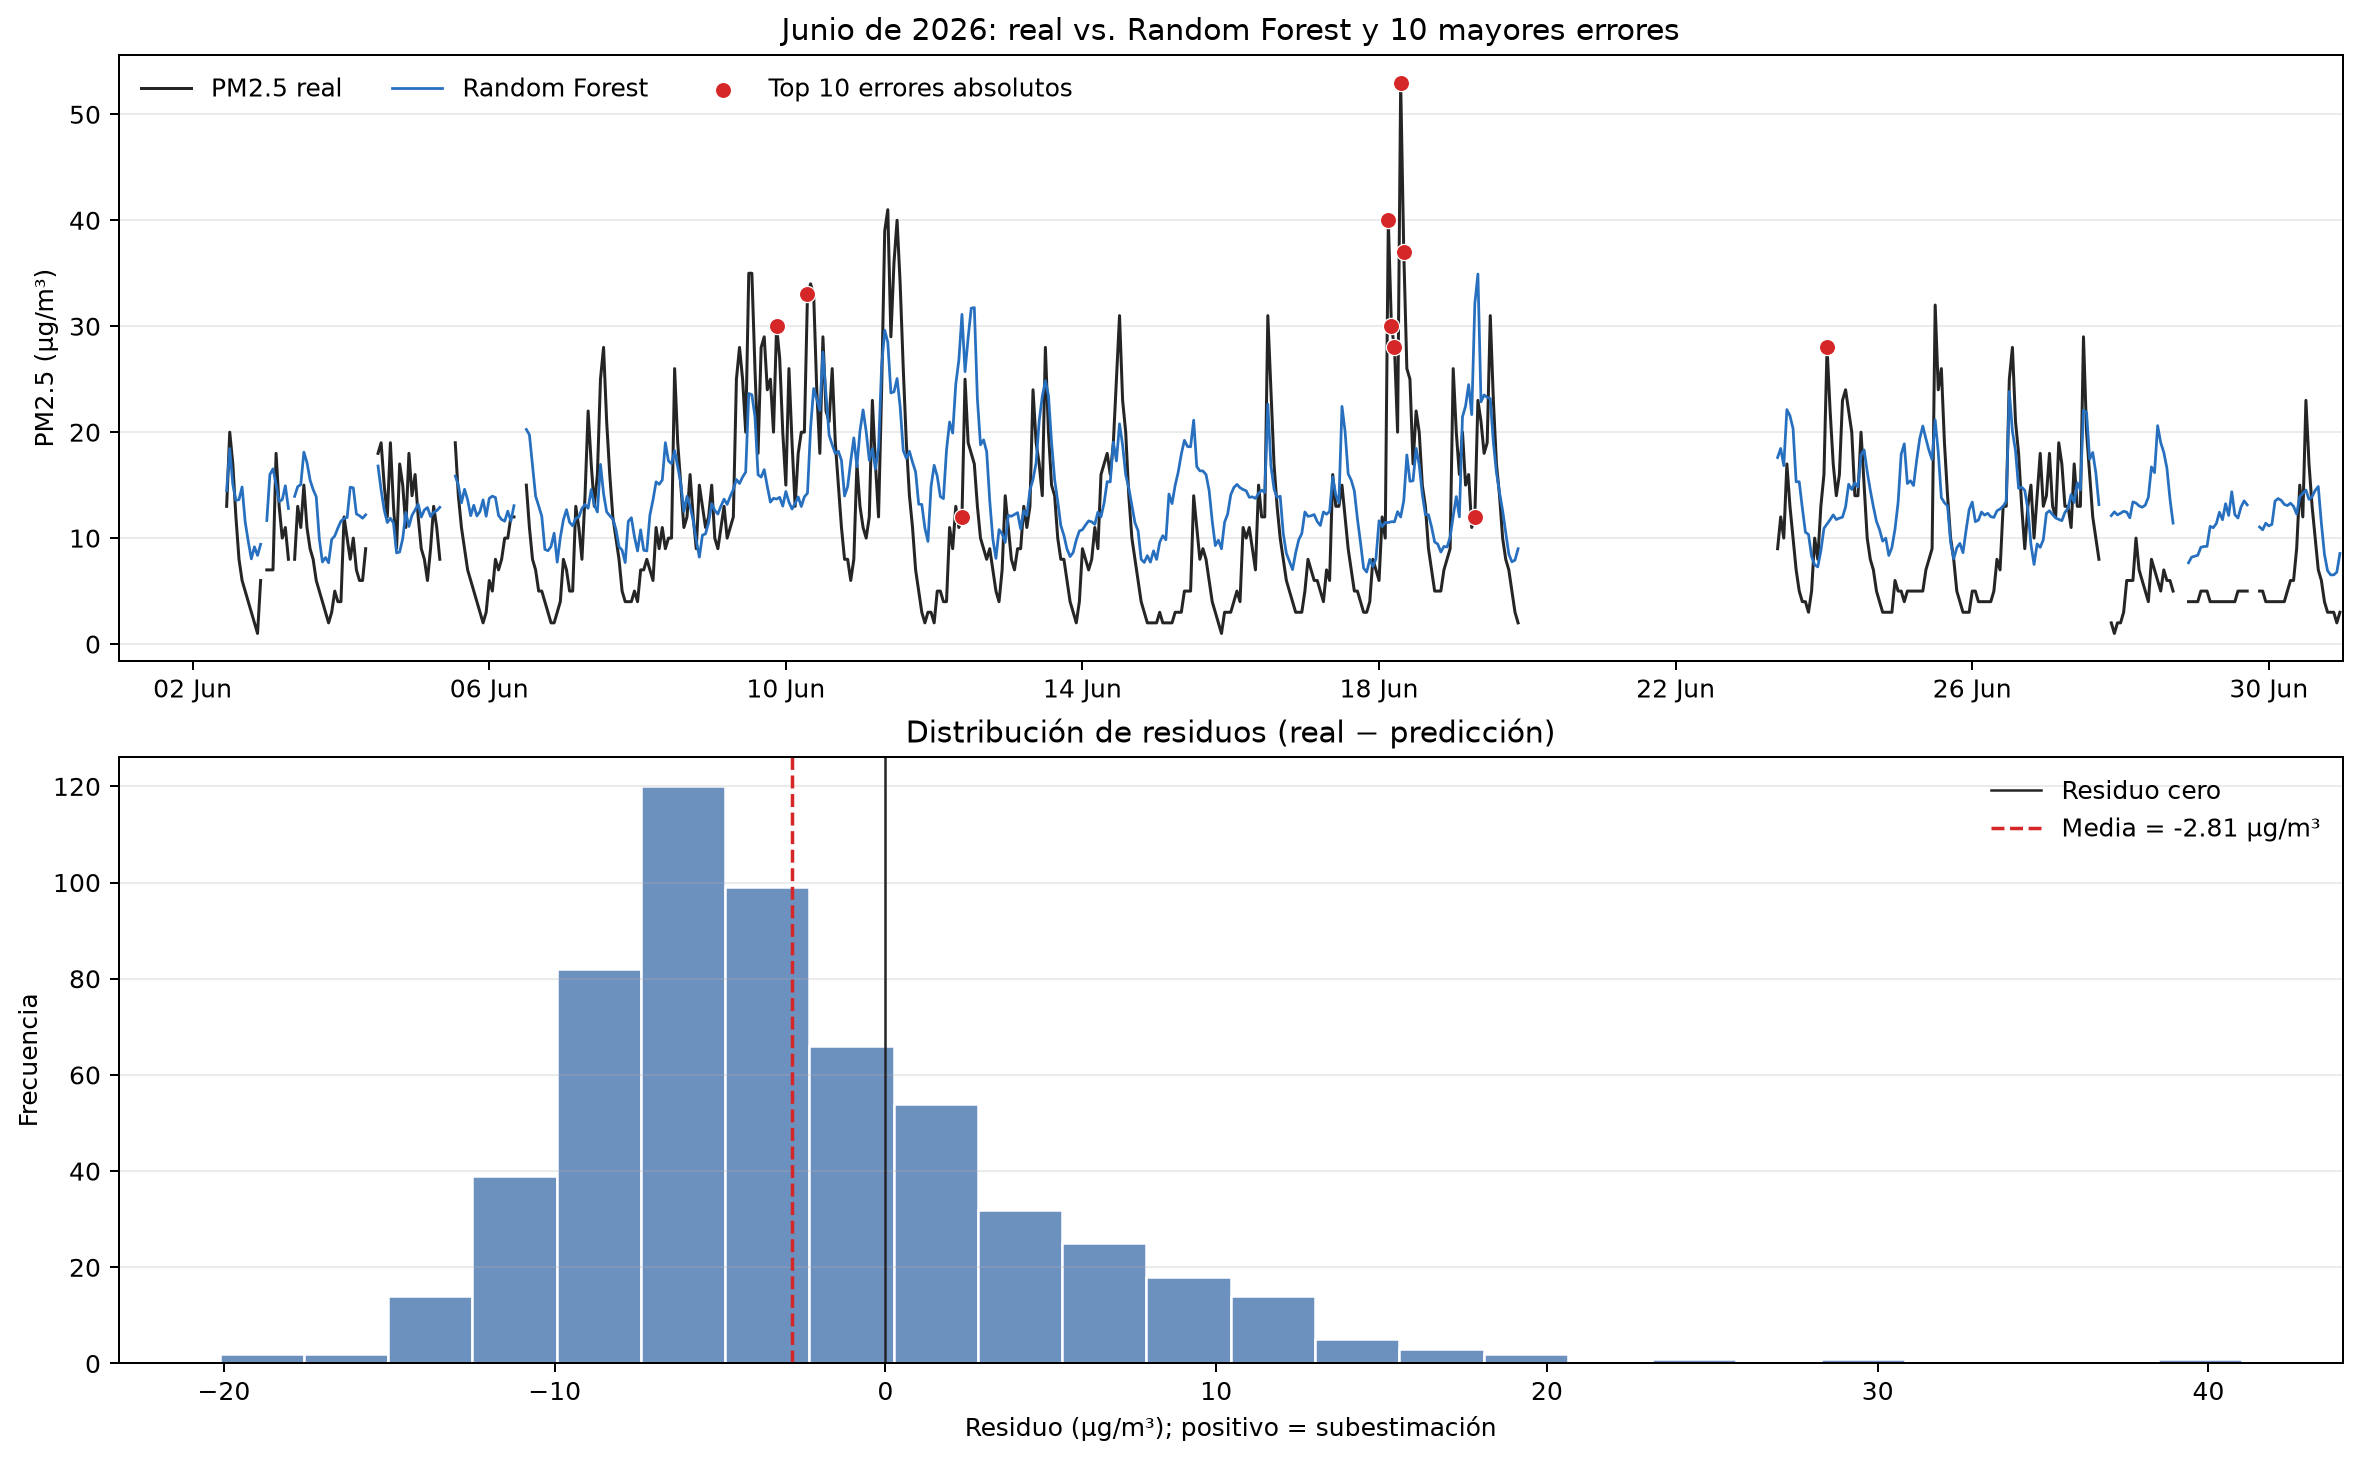 Junio de 2026: real vs. Random Forest y 10 mayores errores
PM2.5 real
Random Forest
Top 10 errores absolutos
PM2.5 (µg/m³)
50
40
30
20
10
0
02 Jun
06 Jun
10 Jun
14 Jun
18 Jun
22 Jun
26 Jun
30 Jun
Distribución de residuos (real − predicción)
Residuo cero
Media = -2.81 µg/m³
Frecuencia
120
100
80
60
40
20
0
−20
−10
0
10
20
30
40
Residuo (µg/m³); positivo = subestimación